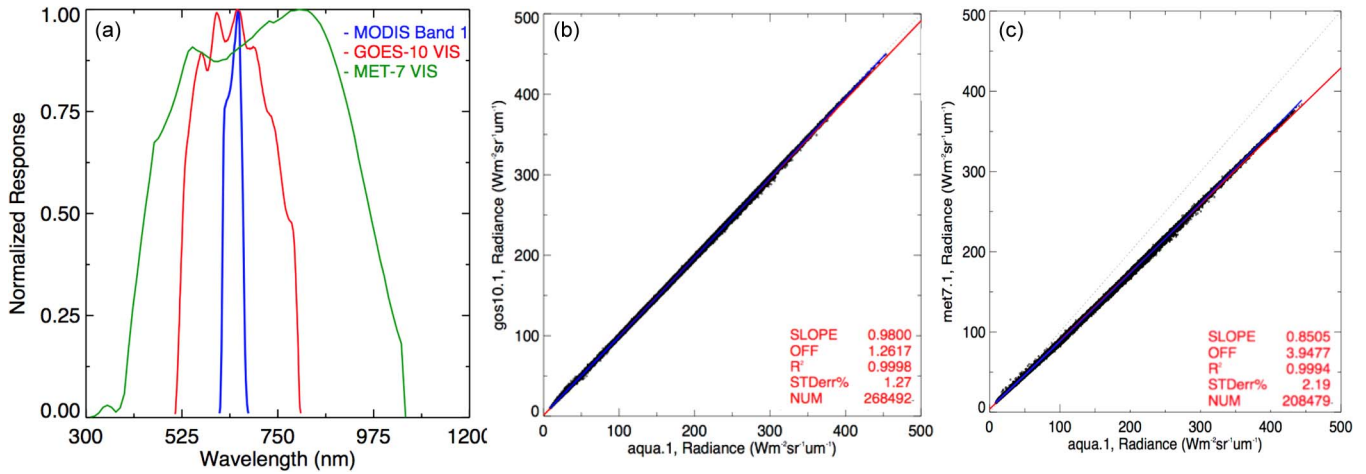 (a)
- MODIS Band 1
- GOES-10 VIS
- MET-7 VIS
1.00
0.75
0.50
0.25
0.00
Normalized Response
300 525 750 975 1200
Wavelength (nm)
(b)
500
400
300
200
100
0
gos10.1, Radiance (Wm⁻²sr⁻¹um⁻¹)
SLOPE 0.9800
OFF 1.2617
R² 0.9998
STDerr% 1.27
NUM 268492
0 100 200 300 400 500
aqua.1, Radiance (Wm⁻²sr⁻¹um⁻¹)
(c)
500
400
300
200
100
0
met7.1, Radiance (Wm⁻²sr⁻¹um⁻¹)
SLOPE 0.8505
OFF 3.9477
R² 0.9994
STDerr% 2.19
NUM 208479
0 100 200 300 400 500
aqua.1, Radiance (Wm⁻²sr⁻¹um⁻¹)